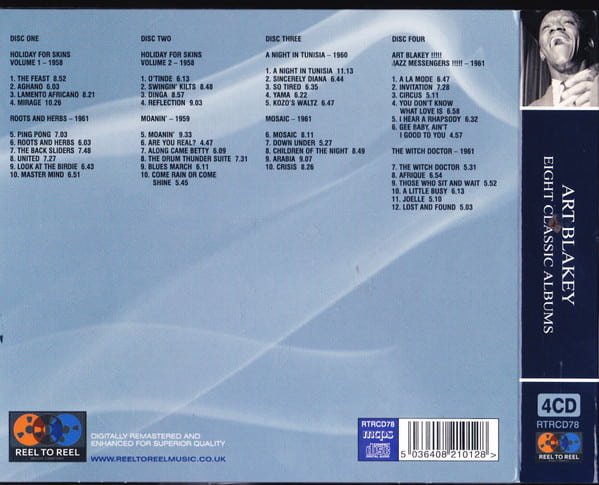 DISC ONE
HOLIDAY FOR SKINS
VOLUME 1 – 1958
1. THE FEAST 8.52
2. AGHANO 6.03
3. LAMENTO AFRICANO 8.21
4. MIRAGE 10.26
ROOTS AND HERBS – 1961
5. PING PONG 7.03
6. ROOTS AND HERBS 6.03
7. THE BACK SLIDERS 7.48
8. UNITED 7.27
9. LOOK AT THE BIRDIE 6.43
10. MASTER MIND 6.51
DISC TWO
HOLIDAY FOR SKINS
VOLUME 2 – 1958
1. O'TINDE 6.13
2. SWINGIN' KILTS 8.48
3. DINGA 8.57
4. REFLECTION 9.03
MOANIN' – 1959
5. MOANIN' 9.33
6. ARE YOU REAL? 4.47
7. ALONG CAME BETTY 6.09
8. THE DRUM THUNDER SUITE 7.31
9. BLUES MARCH 6.11
10. COME RAIN OR COME
SHINE 5.45
DISC THREE
A NIGHT IN TUNISIA – 1960
1. A NIGHT IN TUNISIA 11.13
2. SINCERELY DIANA 6.44
3. SO TIRED 6.35
4. YAMA 6.22
5. KOZO'S WALTZ 6.47
MOSAIC – 1961
6. MOSAIC 8.11
7. DOWN UNDER 5.27
8. CHILDREN OF THE NIGHT 8.49
9. ARABIA 9.07
10. CRISIS 8.26
DISC FOUR
ART BLAKEY !!!!!
JAZZ MESSENGERS !!!!! – 1961
1. A LA MODE 6.47
2. INVITATION 7.28
3. CIRCUS 5.11
4. YOU DON'T KNOW
WHAT LOVE IS 6.58
5. I HEAR A RHAPSODY 6.32
6. GEE BABY, AIN'T
I GOOD TO YOU 4.57
THE WITCH DOCTOR – 1961
7. THE WITCH DOCTOR 5.31
8. AFRIQUE 6.54
9. THOSE WHO SIT AND WAIT 5.52
10. A LITTLE BUSY 6.13
11. JOELLE 5.10
12. LOST AND FOUND 5.03
ART BLAKEY
EIGHT CLASSIC ALBUMS
4CD
RTRCD78
REEL TO REEL
REEL TO REEL
DIGITALLY REMASTERED AND
ENHANCED FOR SUPERIOR QUALITY
WWW.REELTOREELMUSIC.CO.UK
RTRCD78
mcps
disc
5 036408 210128 >